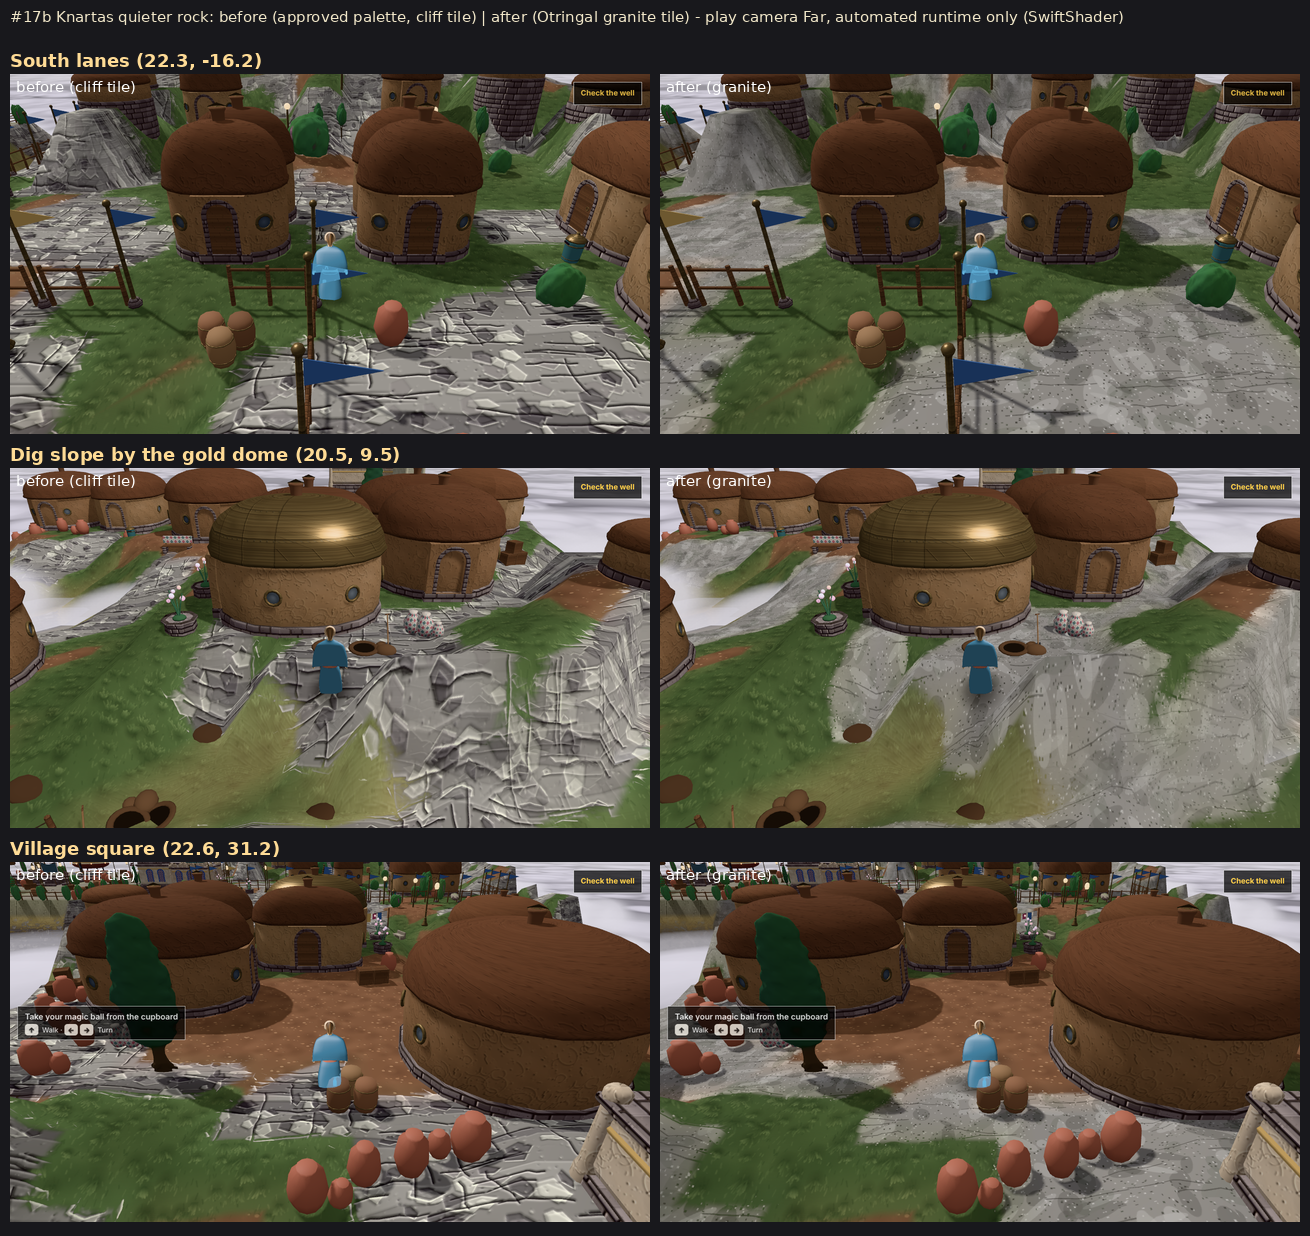 #17b Knartas quieter rock: before (approved palette, cliff tile) | after (Otringal granite tile) - play camera Far, automated runtime only (SwiftShader)
South lanes (22.3, -16.2)
before (cliff tile)
Check the well
after (granite)
Check the well
Dig slope by the gold dome (20.5, 9.5)
before (cliff tile)
Check the well
after (granite)
Check the well
Village square (22.6, 31.2)
before (cliff tile)
Check the well
Take your magic ball from the cupboard
↑ Walk · ← → Turn
after (granite)
Check the well
Take your magic ball from the cupboard
↑ Walk · ← → Turn